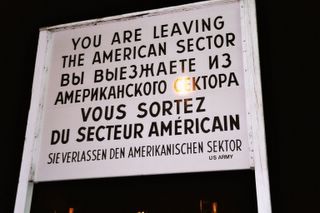 YOU ARE LEAVING
THE AMERICAN SECTOR
ВЫ ВЫЕЗЖАЕТЕ ИЗ
АМЕРИКАНСКОГО СЕКТОРА
VOUS SORTEZ
DU SECTEUR AMÉRICAIN
SIE VERLASSEN DEN AMERIKANISCHEN SEKTOR
US ARMY